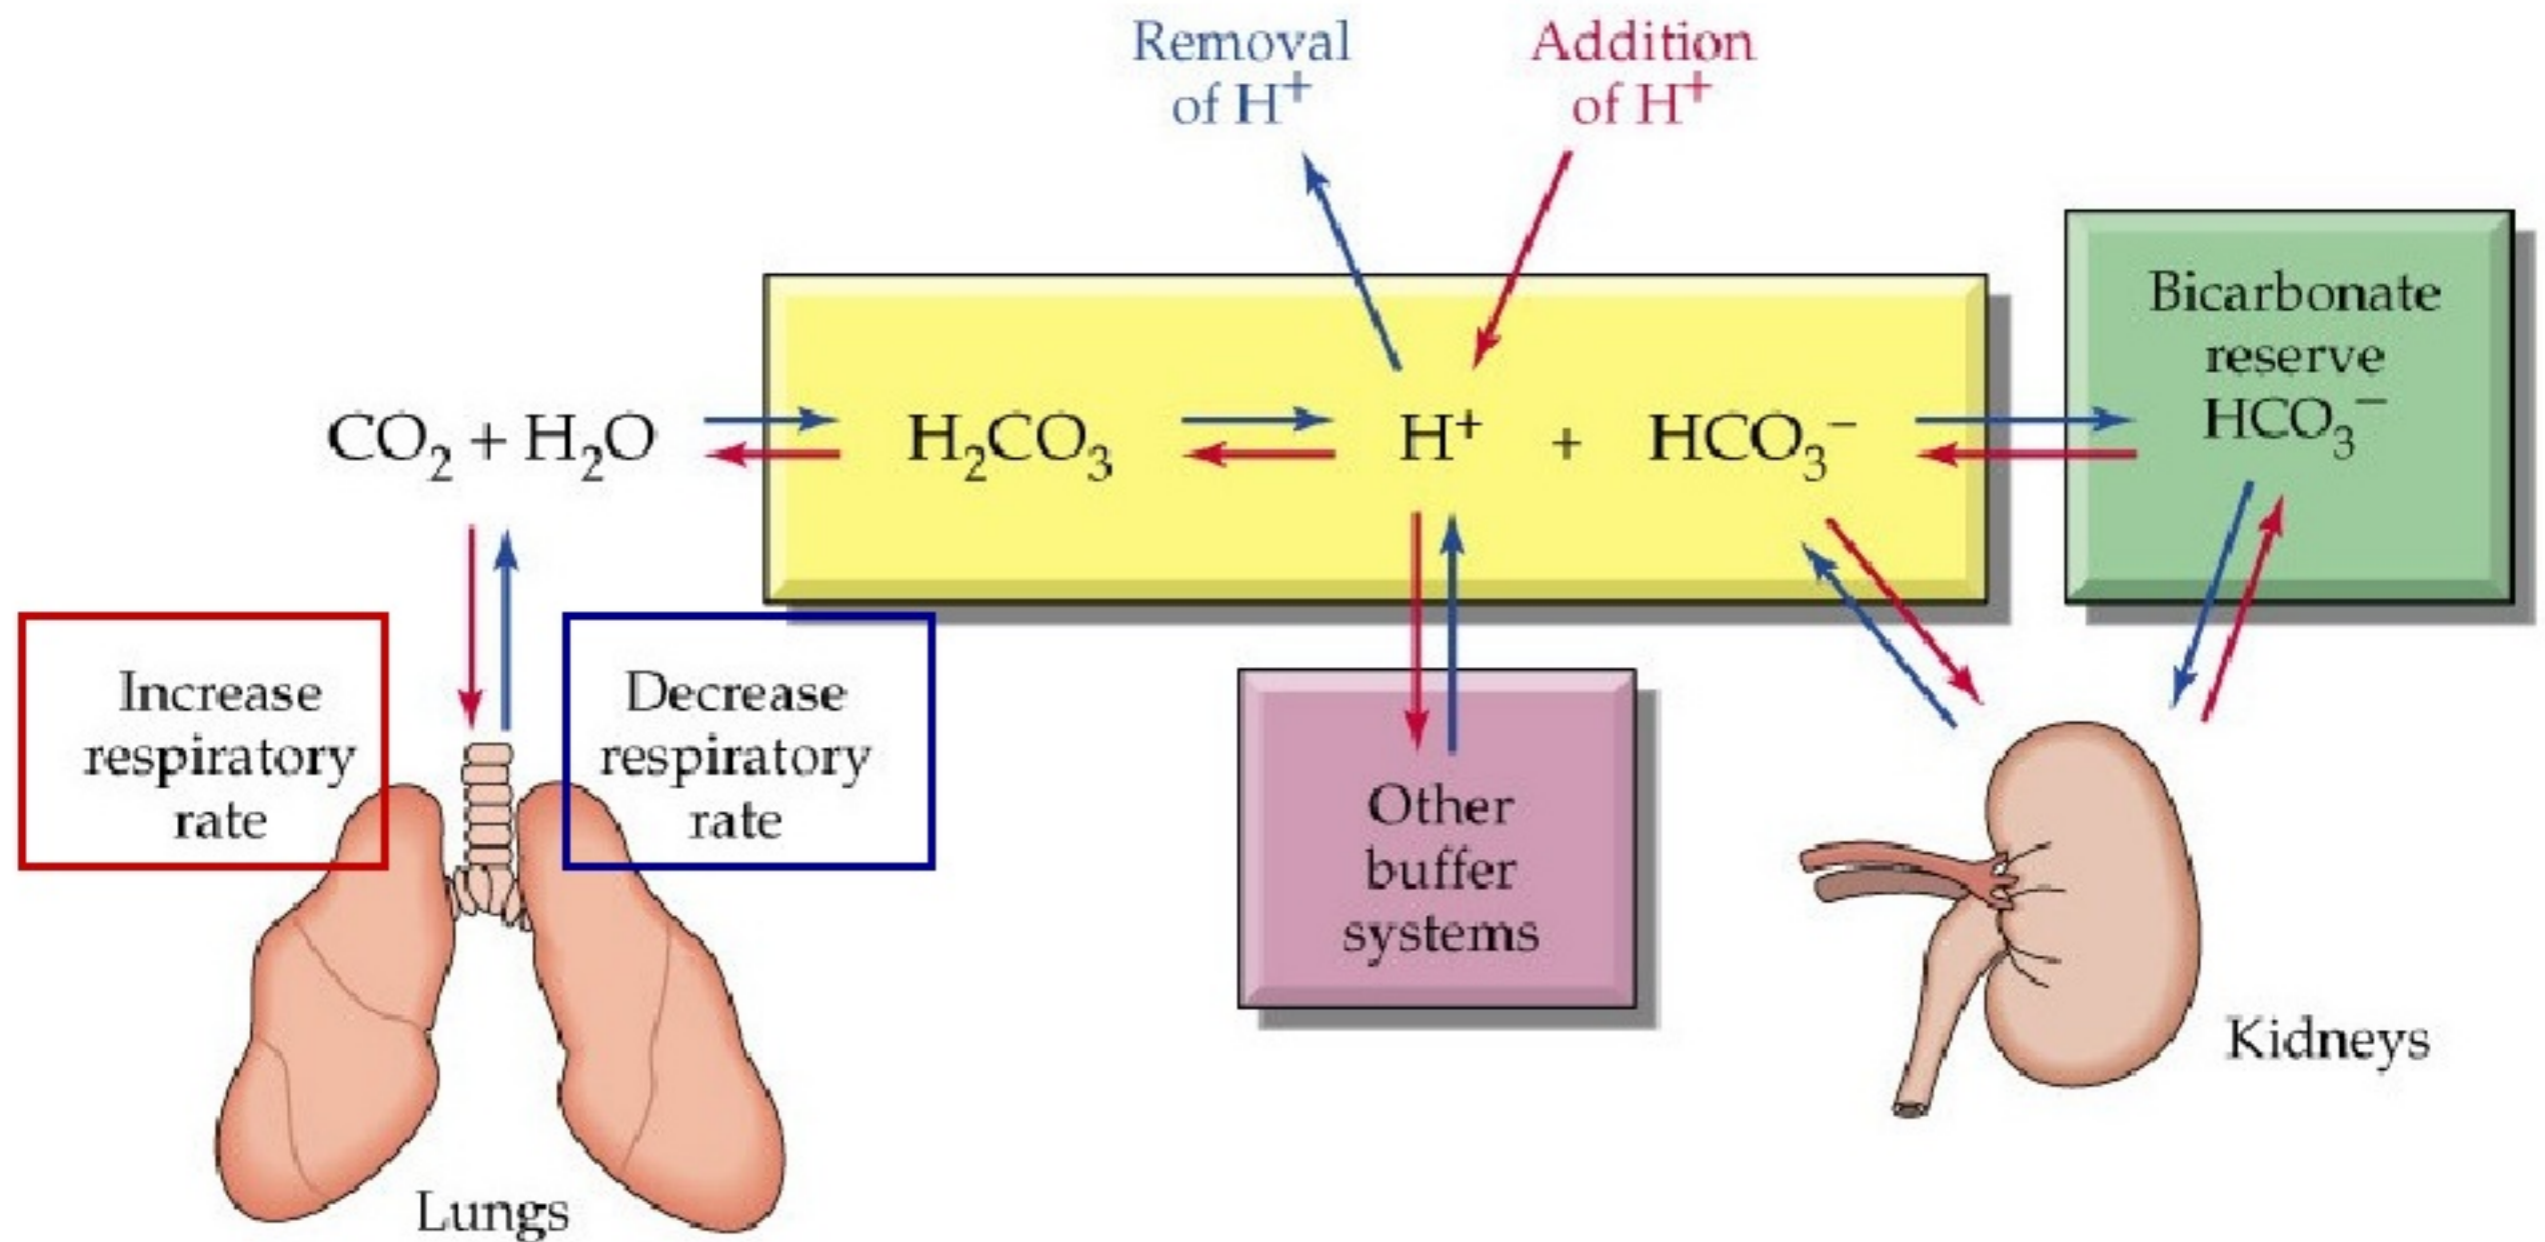 Removal
of H⁺
Addition
of H⁺
CO₂ + H₂O
H₂CO₃
H⁺ + HCO₃⁻
Bicarbonate
reserve
HCO₃⁻
Increase
respiratory
rate
Decrease
respiratory
rate
Other
buffer
systems
Lungs
Kidneys